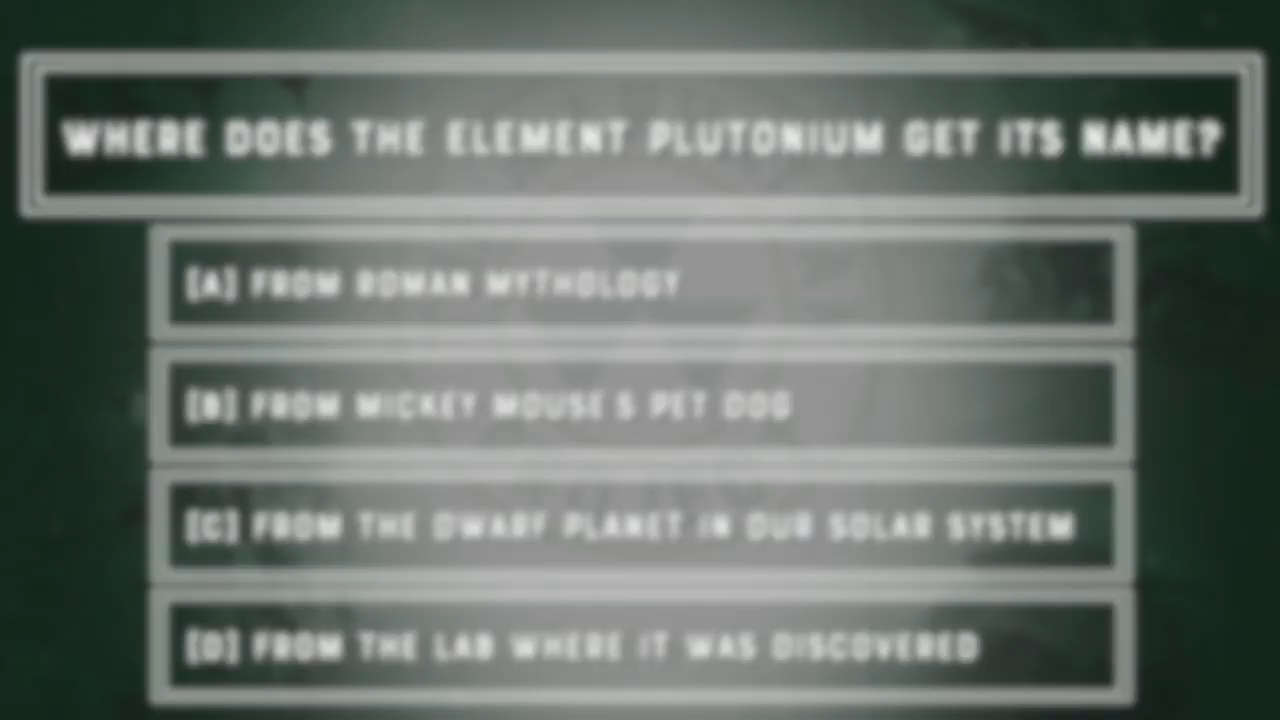 WHERE DOES THE ELEMENT PLUTONIUM GET ITS NAME?
[A] FROM ROMAN MYTHOLOGY
[B] FROM MICKEY MOUSE'S PET DOG
[C] FROM THE DWARF PLANET IN OUR SOLAR SYSTEM
[D] FROM THE LAB WHERE IT WAS DISCOVERED